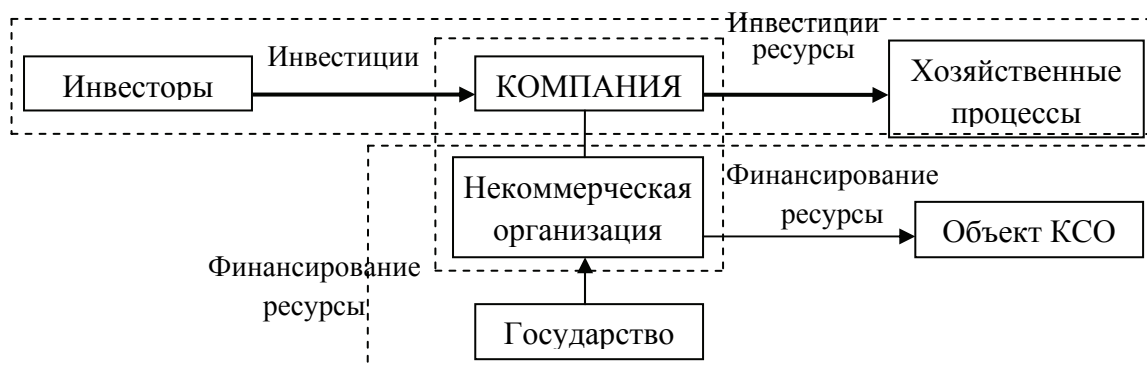 Инвестиции
ресурсы
Инвестиции
Инвесторы
КОМПАНИЯ
Хозяйственные
процессы
Некоммерческая
организация
Финансирование
ресурсы
Объект КСО
Финансирование
ресурсы
Государство